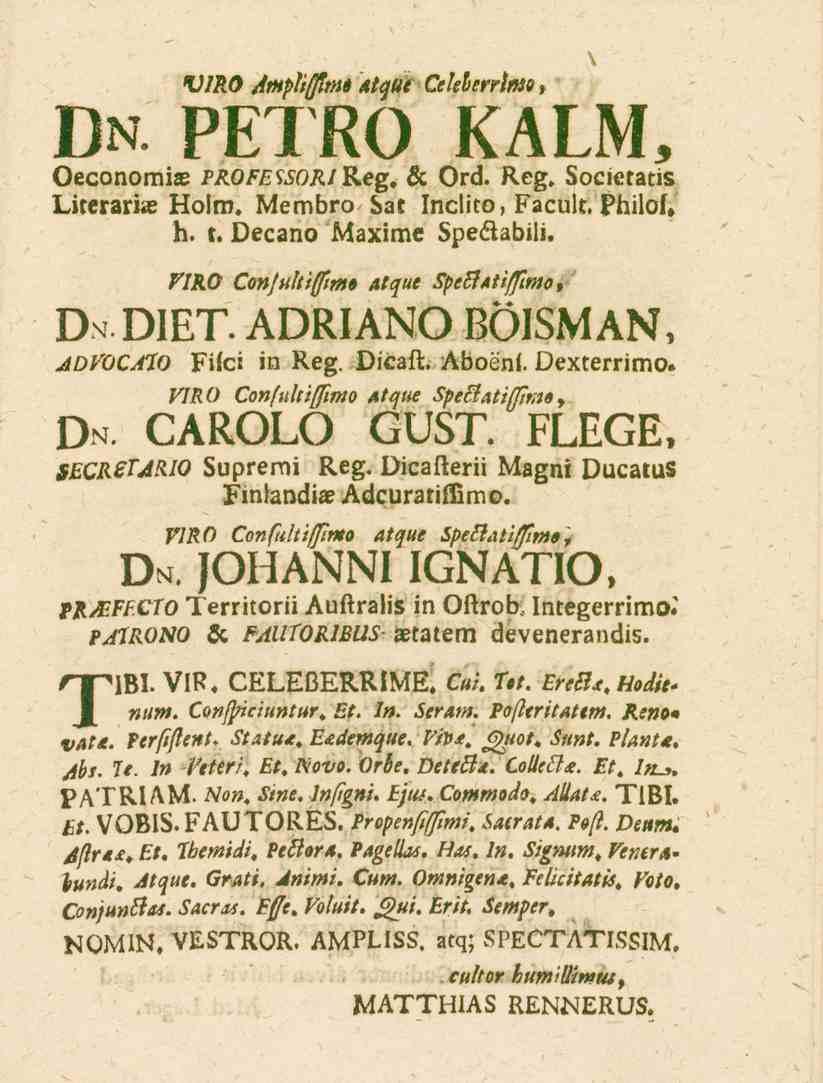 VIRO Ampliſſimo atque Celeberrimo,
DN. PETRO KALM,
Oeconomiæ PROFESSORI Reg. & Ord. Reg. Societatis
Literariæ Holm. Membro Sat Inclito, Facult. Philoſ.
h. t. Decano Maxime Spectabili.
VIRO Conſultiſſimo atque Spectatiſſimo,
DN. DIET. ADRIANO BÖISMAN,
ADVOCATO Fiſci in Reg. Dicaſt. Aboënſ. Dexterrimo.
VIRO Conſultiſſimo atque Spectatiſſimo,
DN. CAROLO GUST. FLEGE,
SECRETARIO Supremi Reg. Dicaſterii Magni Ducatus
Finlandiæ Adcuratiſſimo.
VIRO Conſultiſſimo atque Spectatiſſimo,
DN. JOHANNI IGNATIO,
PRÆFECTO Territorii Auſtralis in Oſtrob. Integerrimo.
PATRONO & FAUTORIBUS ætatem devenerandis.
TIBI. VIR. CELEBERRIME. Cui. Tot. Erectæ. Hodie-
num. Conſpiciuntur. Et. In. Seram. Poſteritatem. Reno-
vatæ. Perſiſtent. Statuæ. Eædemque. Vivæ. Quot. Sunt. Plantæ.
Abs. Te. In Veteri. Et. Novo. Orbe. Detectæ. Collectæ. Et. In.
PATRIAM. Non. Sine. Inſigni. Ejus. Commodo. Allatæ. TIBI.
Et. VOBIS. FAUTORES. Propenſiſſimi. Sacrata. Poſt. Deum.
Aſtrææ. Et. Themidi. Pectora. Pagellas. Has. In. Signum. Venera-
bundi. Atque. Grati. Animi. Cum. Omnigenæ. Felicitatis. Voto.
Conjunctas. Sacras. Eſſe. Voluit. Qui. Erit. Semper.
NOMIN. VESTROR. AMPLISS. atq; SPECTATISSIM.
cultor humillimus,
MATTHIAS RENNERUS.